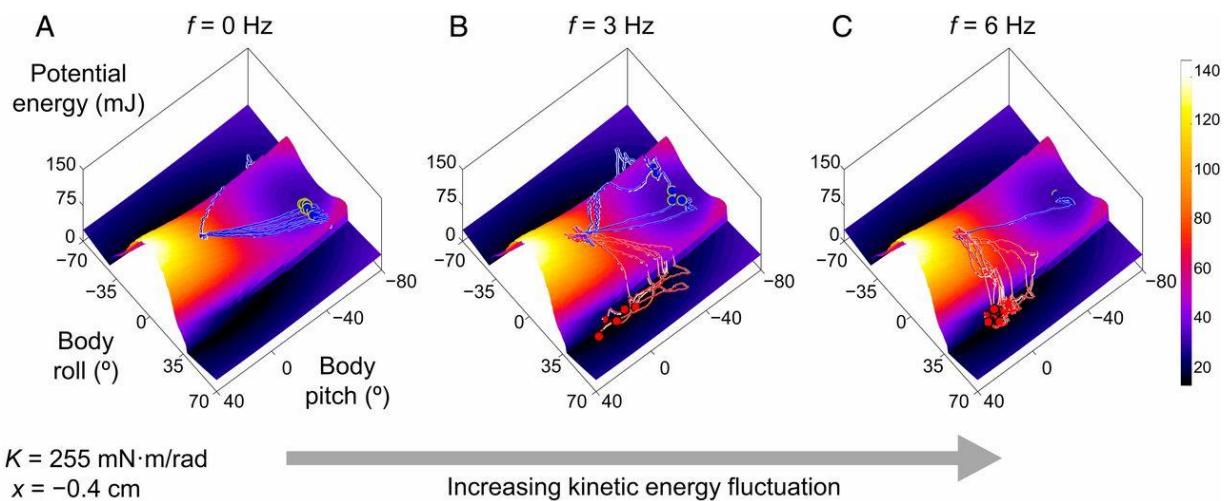 A
f = 0 Hz
B
f = 3 Hz
C
f = 6 Hz
Potential
energy (mJ)
150
75
0
−70
−35
0
35
70
40
0
−40
−80
Body
roll (º)
Body
pitch (º)
150
75
0
−70
−35
0
35
70
40
0
−40
−80
150
75
0
−70
−35
0
35
70
40
0
−40
−80
140
120
100
80
60
40
20
K = 255 mN·m/rad
x = −0.4 cm
Increasing kinetic energy fluctuation